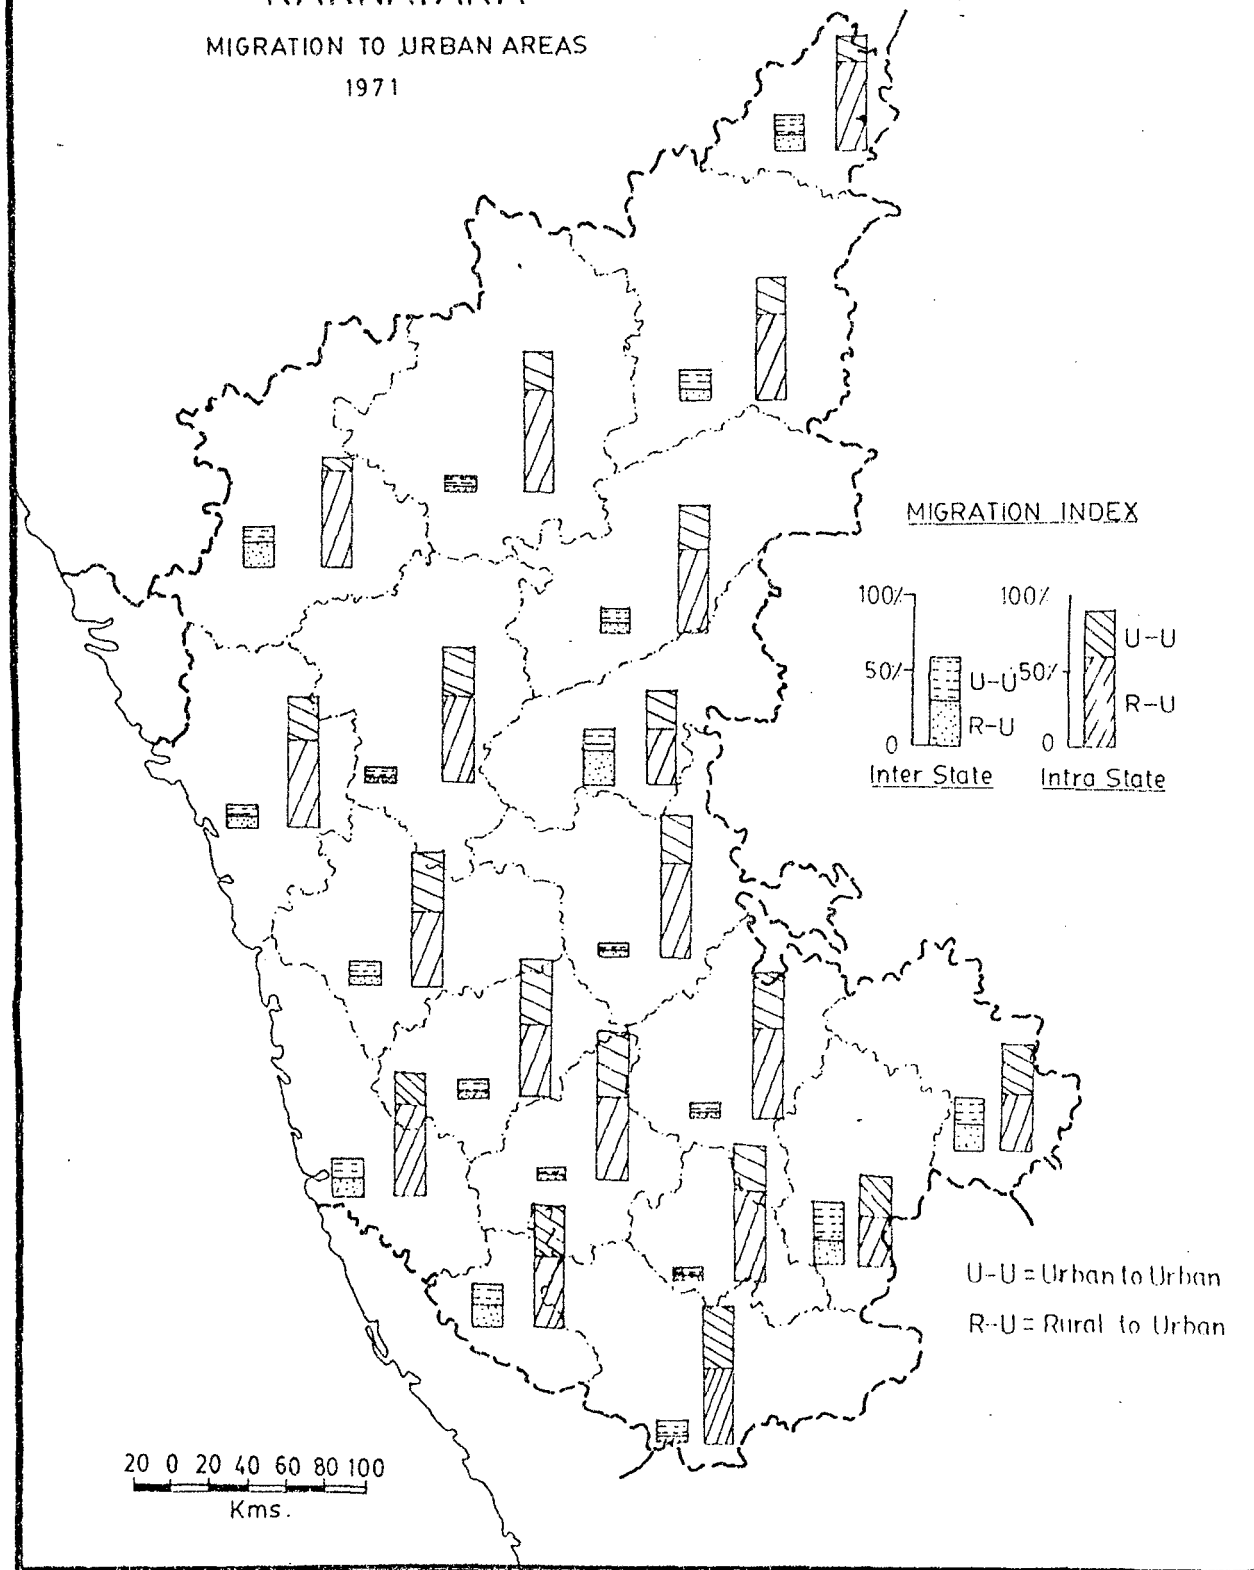 KARNATAKA
MIGRATION TO URBAN AREAS
1971
MIGRATION INDEX
100%
50%
0
U-U
R-U
Inter State
100%
50%
0
U-U
R-U
Intra State
U-U = Urban to Urban
R-U = Rural to Urban
20 0 20 40 60 80 100
Kms.